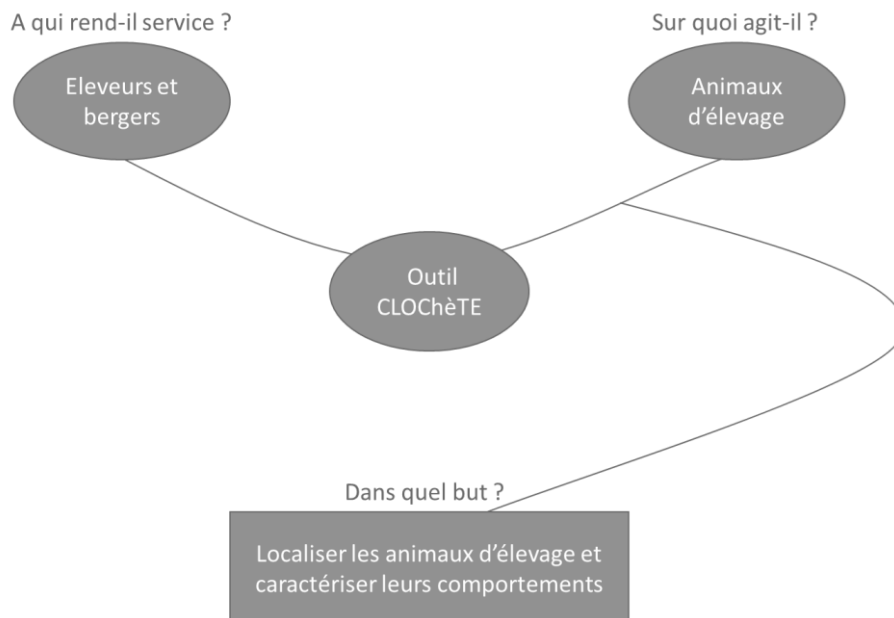 A qui rend-il service ?
Sur quoi agit-il ?
Eleveurs et
bergers
Animaux
d’élevage
Outil
CLOChèTE
Dans quel but ?
Localiser les animaux d’élevage et
caractériser leurs comportements